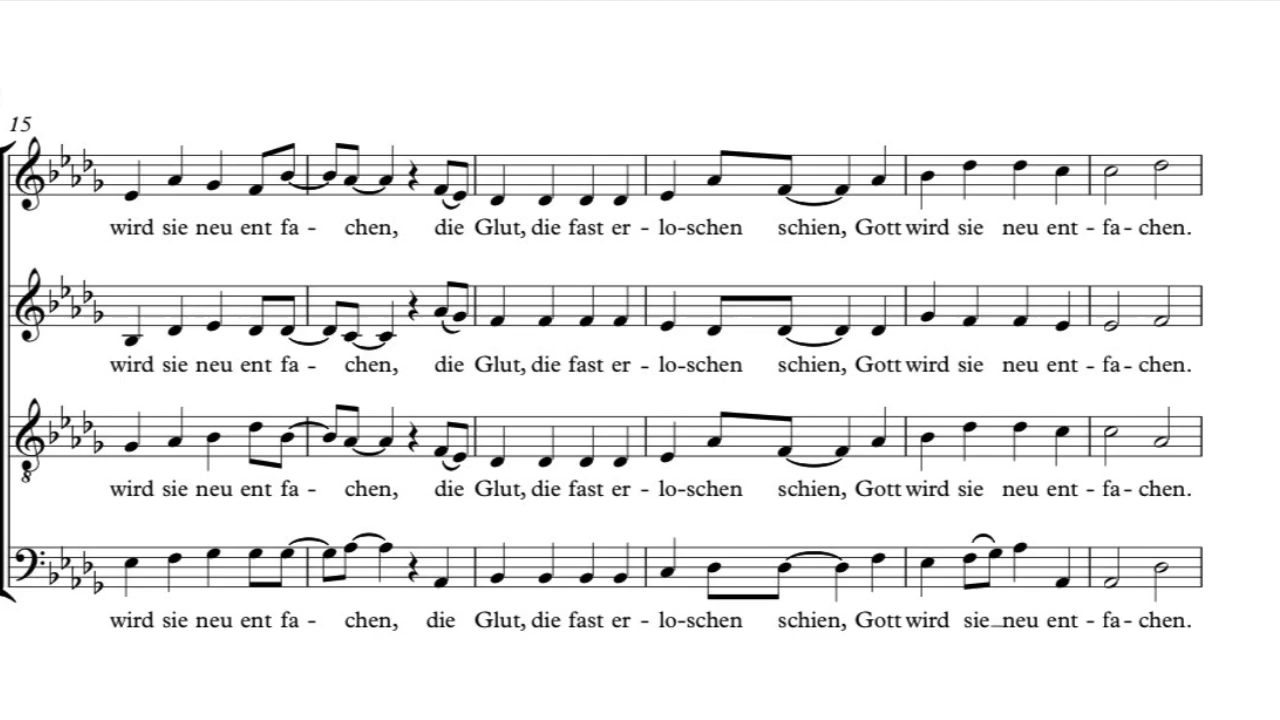 15
wird sie neu ent fa - chen, die Glut, die fast er - lo-schen schien, Gott wird sie neu ent - fa - chen.
wird sie neu ent fa - chen, die Glut, die fast er - lo-schen schien, Gott wird sie neu ent - fa - chen.
8
wird sie neu ent fa - chen, die Glut, die fast er - lo-schen schien, Gott wird sie neu ent - fa - chen.
wird sie neu ent fa - chen, die Glut, die fast er - lo-schen schien, Gott wird sie_neu ent - fa - chen.